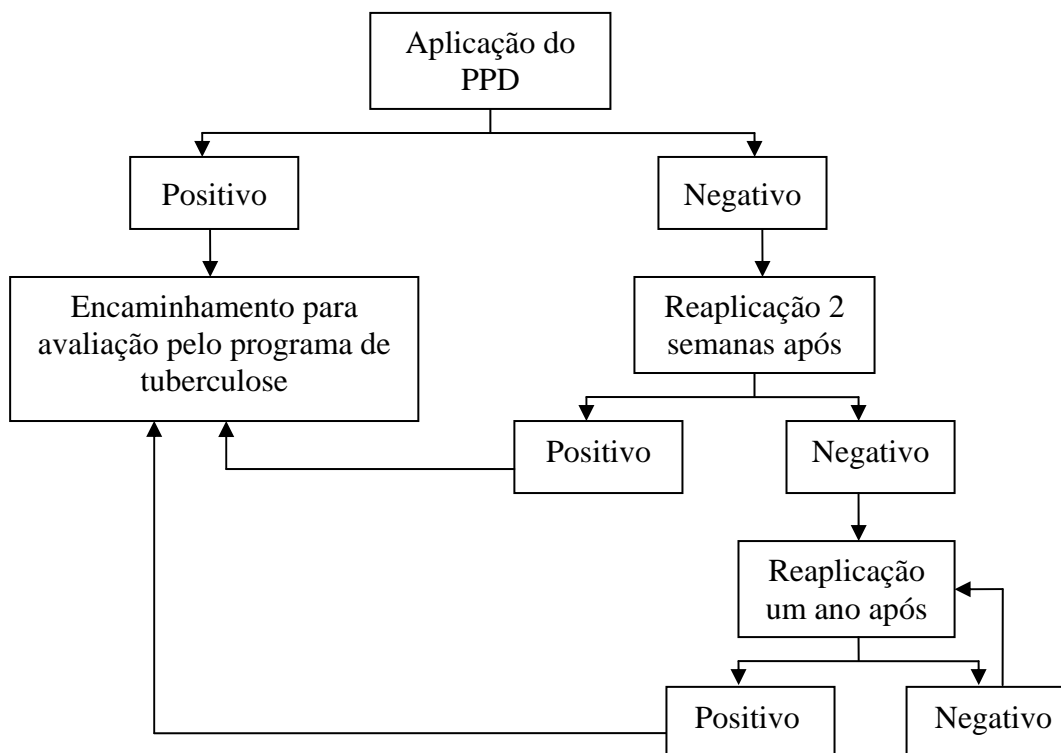 Aplicação do
PPD
Positivo
Negativo
Encaminhamento para
avaliação pelo programa de
tuberculose
Reaplicação 2
semanas após
Positivo
Negativo
Reaplicação
um ano após
Positivo
Negativo